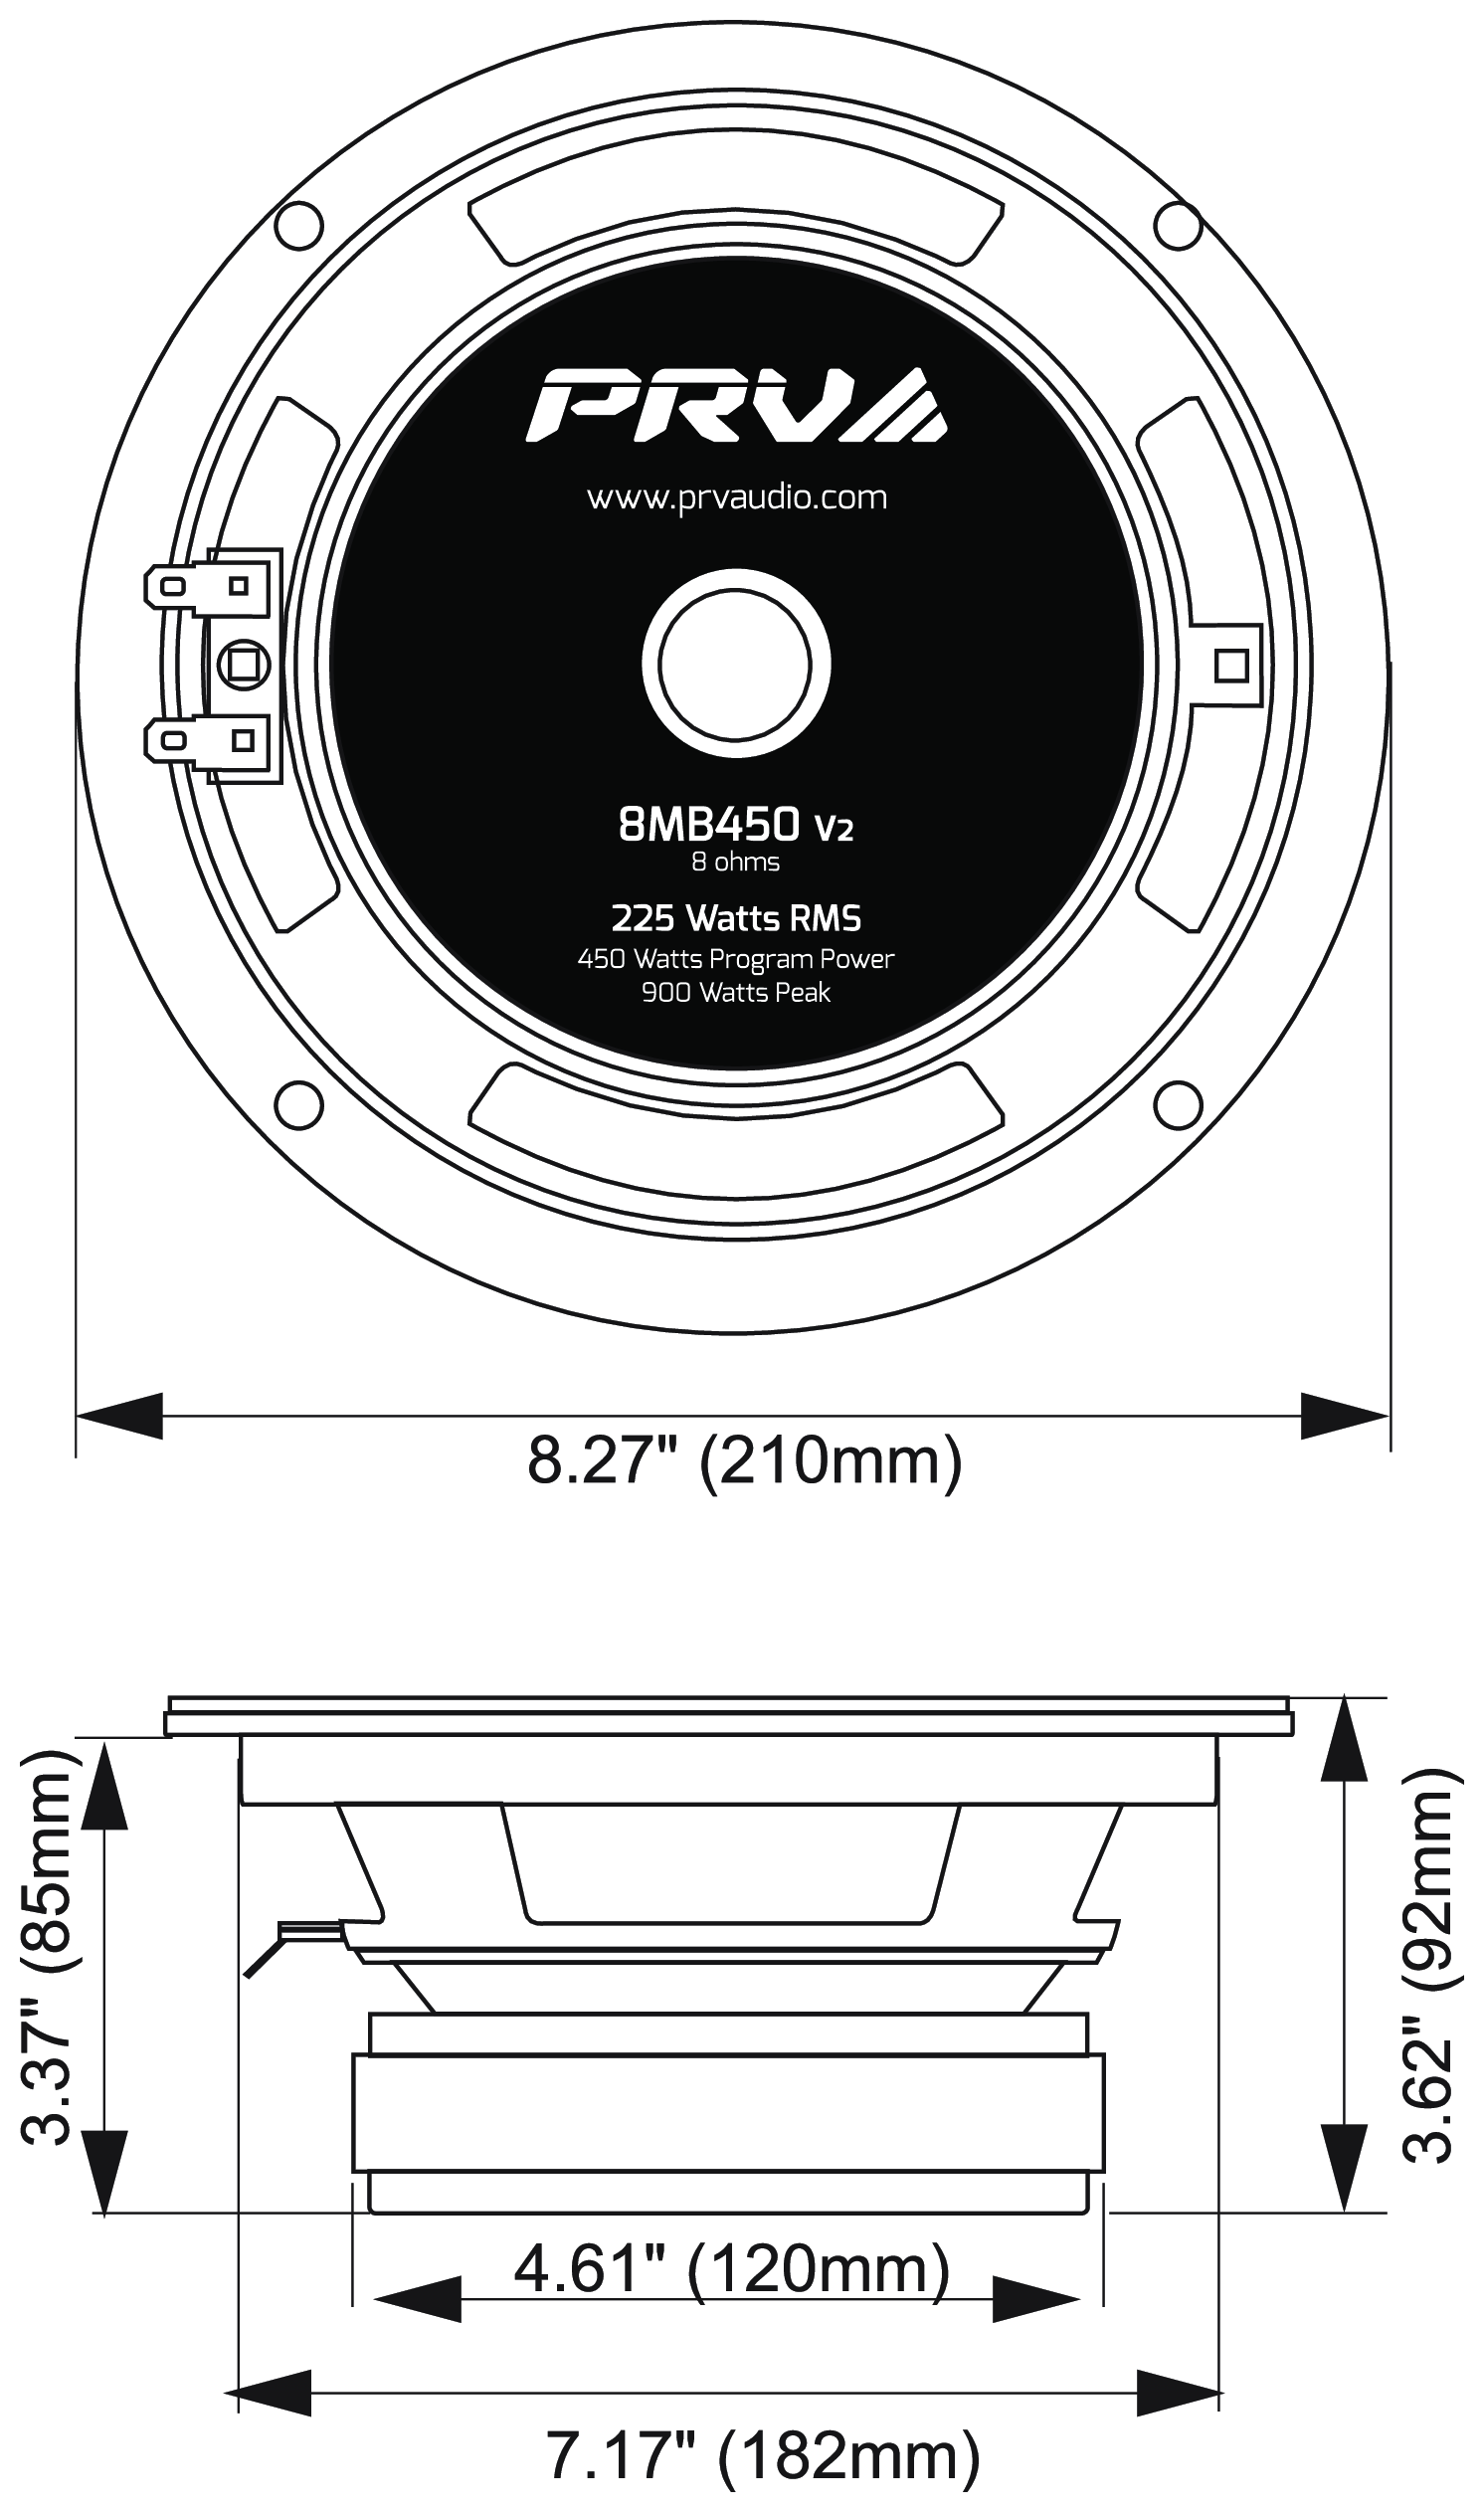 PRV
www.prvaudio.com
8MB450 V2
8 ohms
225 Watts RMS
450 Watts Program Power
900 Watts Peak
8.27" (210mm)
3.37" (85mm)
3.62" (92mm)
4.61" (120mm)
7.17" (182mm)